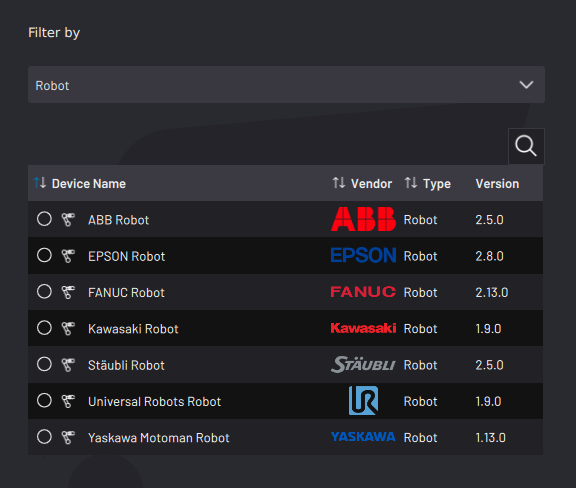 Filter by
Robot
Device Name Vendor Type Version
ABB Robot ABB Robot 2.5.0
EPSON Robot EPSON Robot 2.8.0
FANUC Robot FANUC Robot 2.13.0
Kawasaki Robot Kawasaki Robot 1.9.0
Stäubli Robot STÄUBLI Robot 2.5.0
Universal Robots Robot UR Robot 1.9.0
Yaskawa Motoman Robot YASKAWA Robot 1.13.0